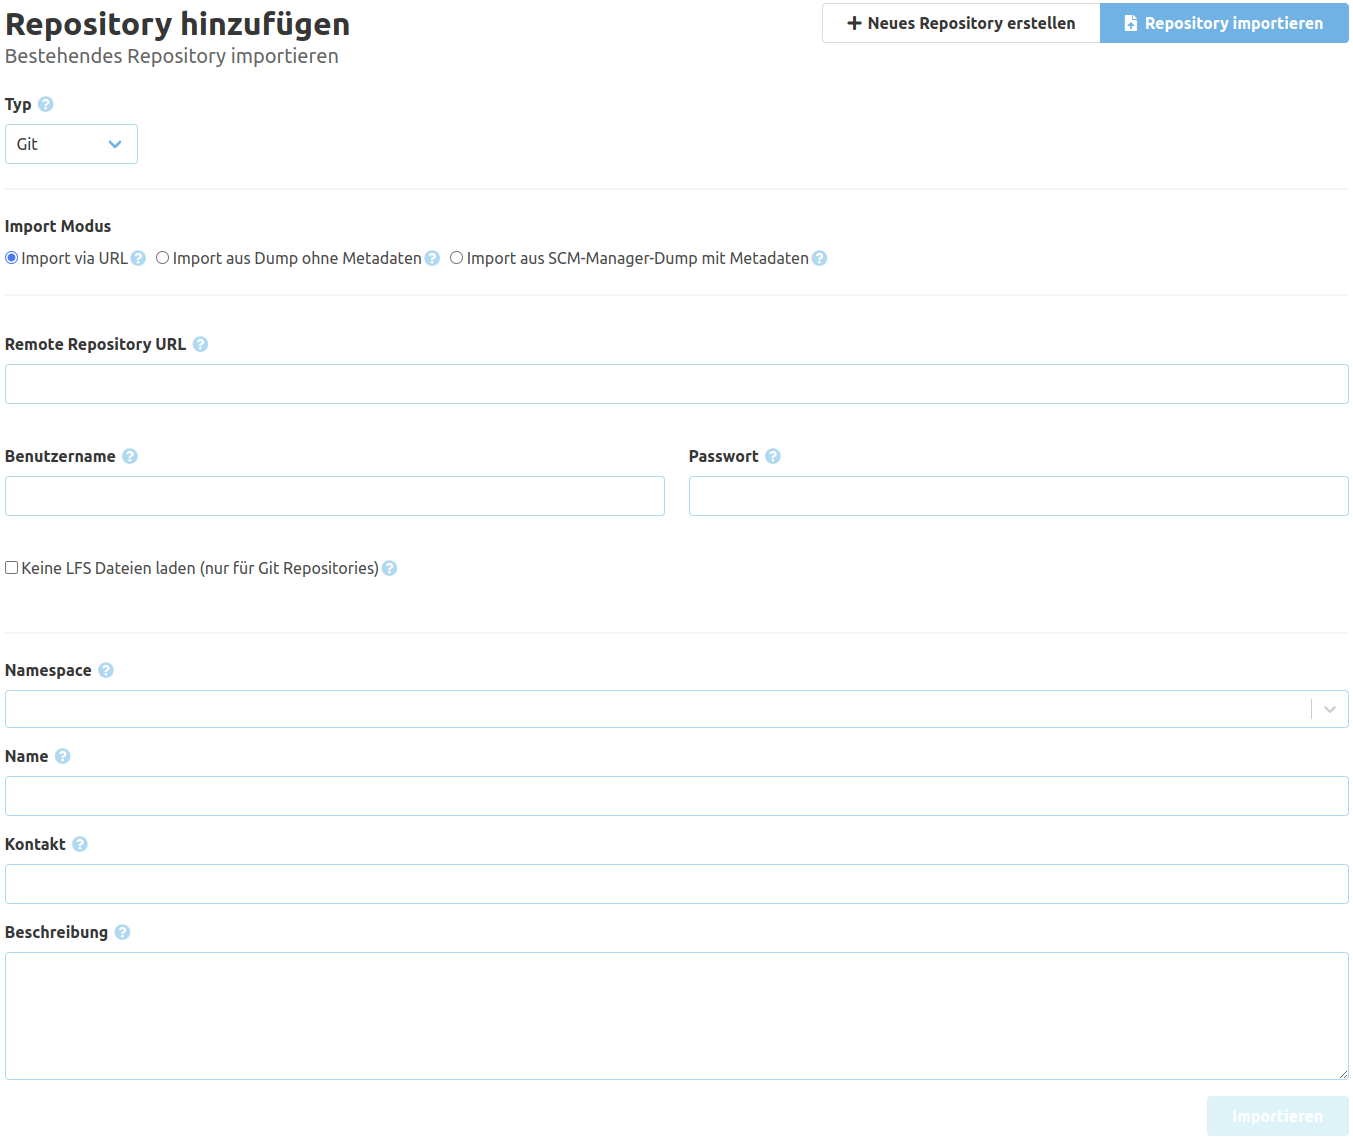 Repository hinzufügen
Neues Repository erstellen
Repository importieren
Bestehendes Repository importieren
Typ
Git
Import Modus
Import via URL Import aus Dump ohne Metadaten Import aus SCM-Manager-Dump mit Metadaten
Remote Repository URL
Benutzername Passwort
Keine LFS Dateien laden (nur für Git Repositories)
Namespace
Name
Kontakt
Beschreibung
Importieren